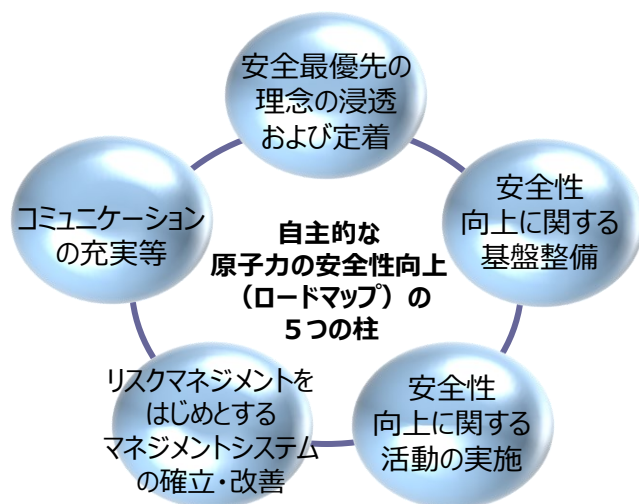 安全最優先の
理念の浸透
および定着
安全性
向上に関する
基盤整備
コミュニケーション
の充実等
自主的な
原子力の安全性向上
（ロードマップ）の
５つの柱
リスクマネジメントを
はじめとする
マネジメントシステム
の確立・改善
安全性
向上に関する
活動の実施